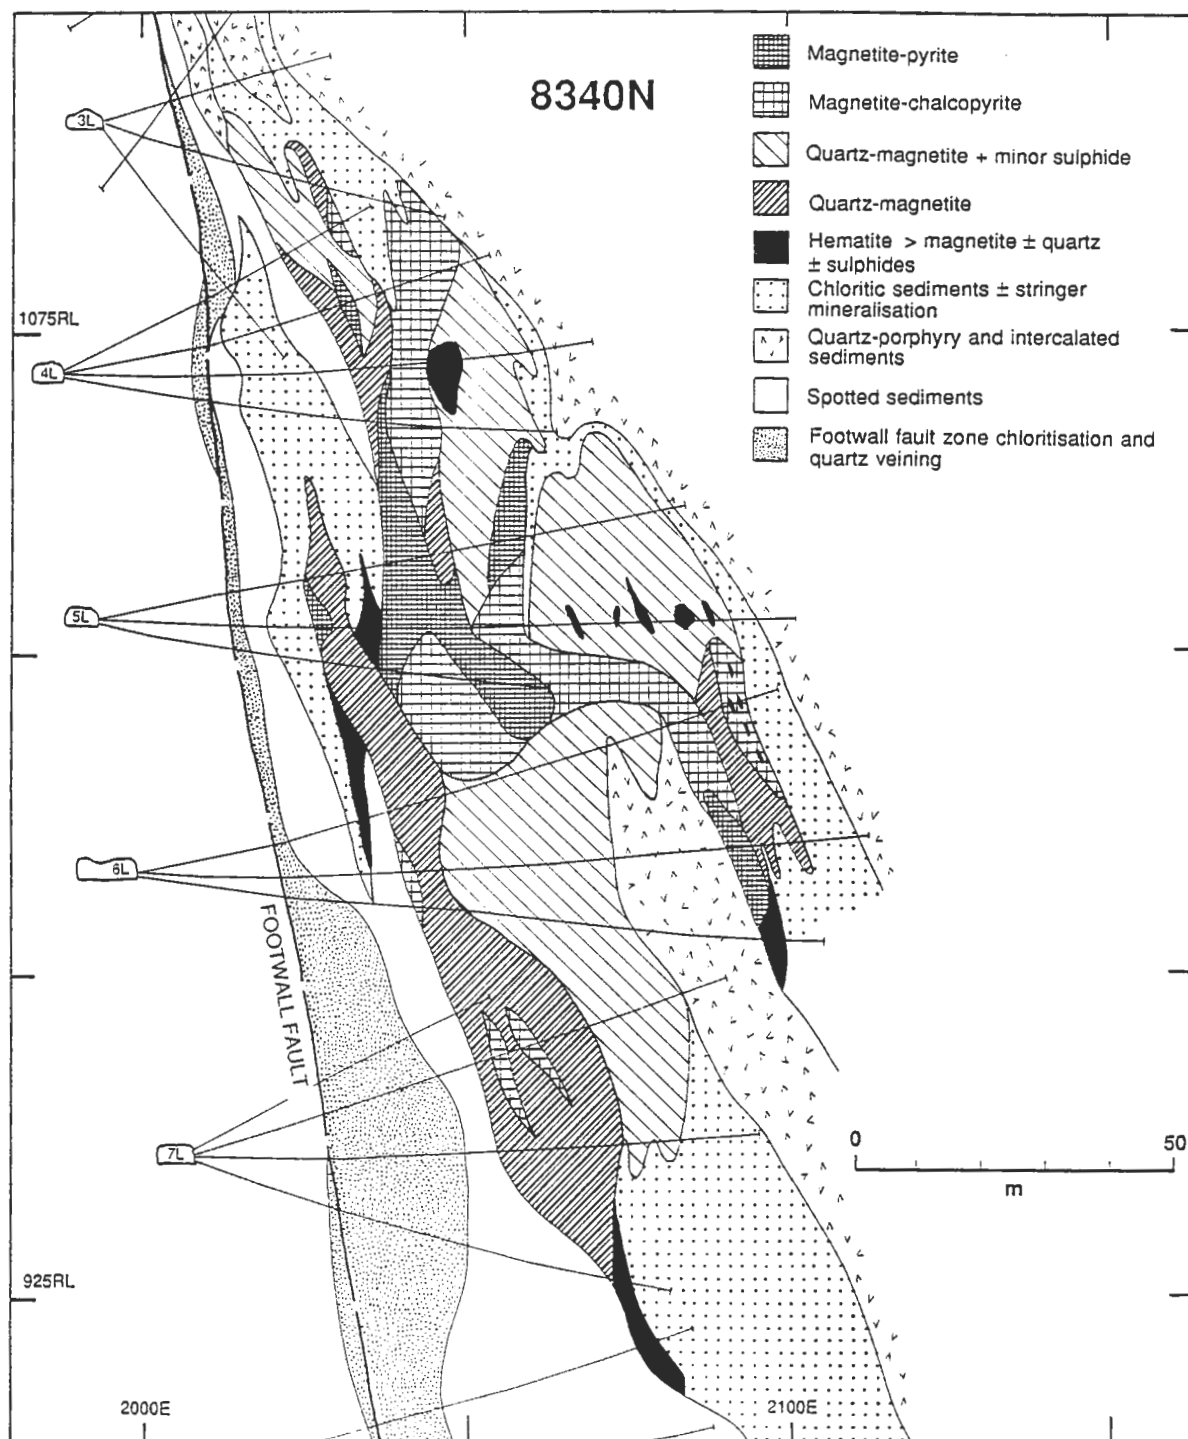 8340N
Magnetite-pyrite
Magnetite-chalcopyrite
Quartz-magnetite + minor sulphide
Quartz-magnetite
Hematite > magnetite ± quartz
± sulphides
Chloritic sediments ± stringer
mineralisation
Quartz-porphyry and intercalated
sediments
Spotted sediments
Footwall fault zone chloritisation and
quartz veining
3L
1075RL
4L
5L
6L
FOOTWALL FAULT
7L
0 50
m
925RL
2000E 2100E